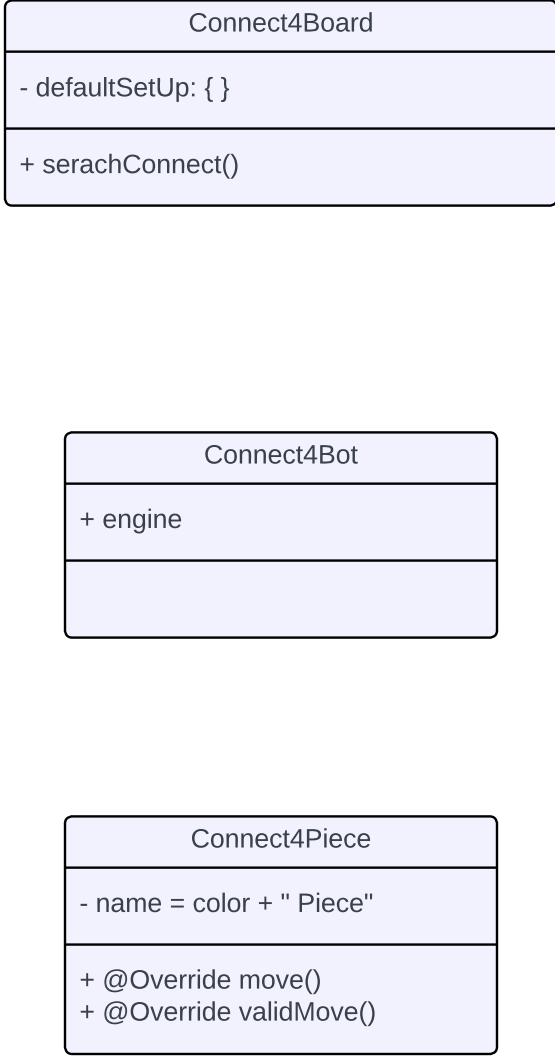 Connect4Board
- defaultSetUp: { }
+ serachConnect()
Connect4Bot
+ engine
Connect4Piece
- name = color + " Piece"
+ @Override move()
+ @Override validMove()